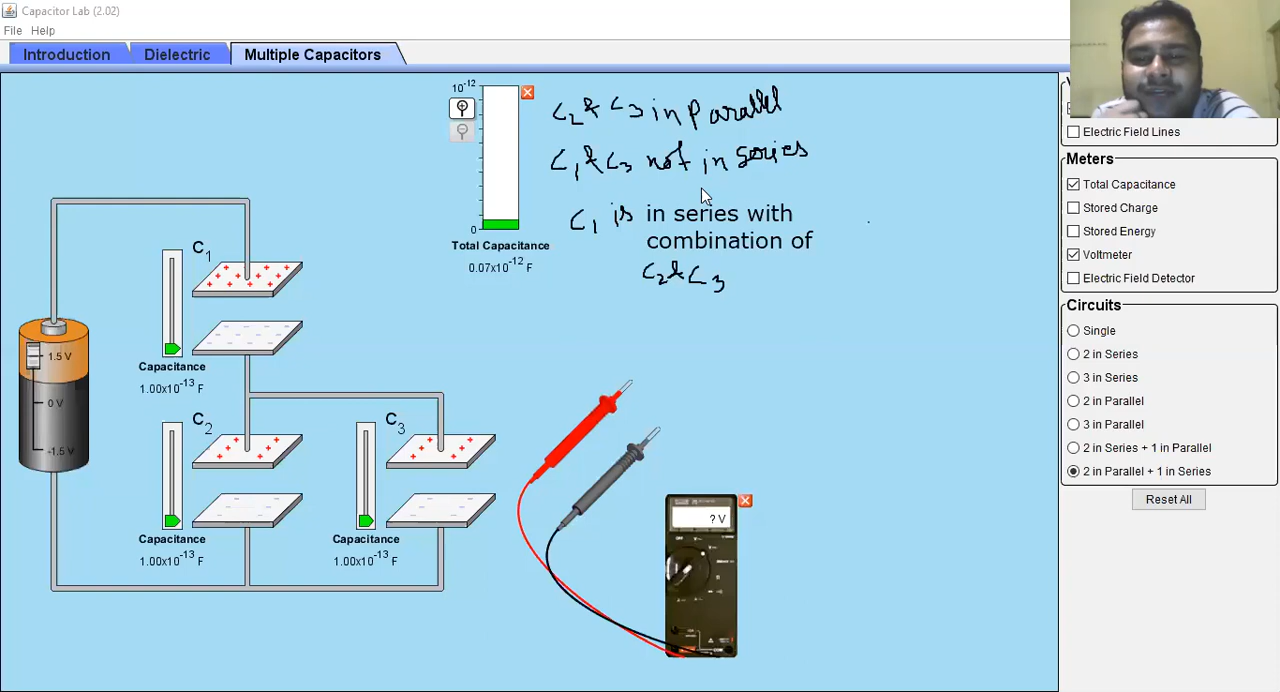 Capacitor Lab (2.02)
File Help
Introduction Dielectric Multiple Capacitors
10-12
0
Total Capacitance
0.07x10-12 F
C2 & C3 in parallel
C1 & C3 not in series
C1 is in series with
combination of
C2 & C3
C1
Capacitance
1.00x10-13 F
1.5 V
0 V
-1.5 V
C2
Capacitance
1.00x10-13 F
C3
Capacitance
1.00x10-13 F
? V
Electric Field Lines
Meters
Total Capacitance
Stored Charge
Stored Energy
Voltmeter
Electric Field Detector
Circuits
Single
2 in Series
3 in Series
2 in Parallel
3 in Parallel
2 in Series + 1 in Parallel
2 in Parallel + 1 in Series
Reset All